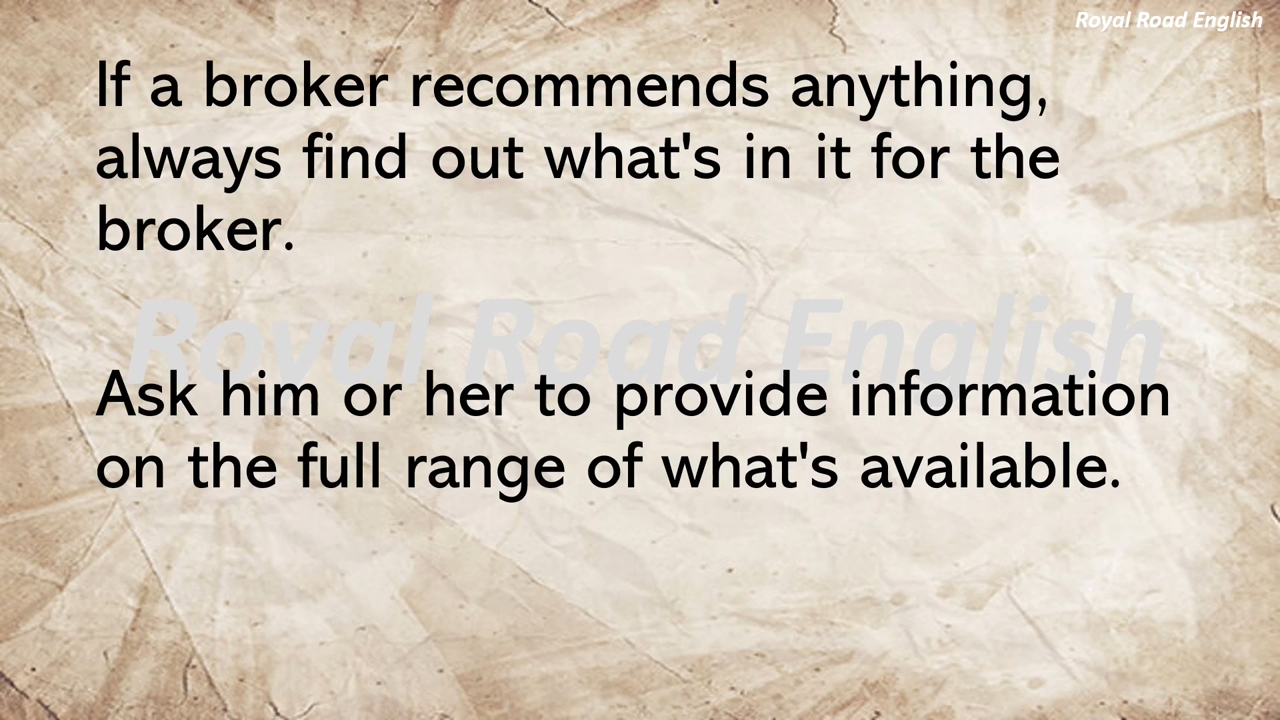 Royal Road English
If a broker recommends anything,
always find out what's in it for the
broker.
Royal Road English
Ask him or her to provide information
on the full range of what's available.